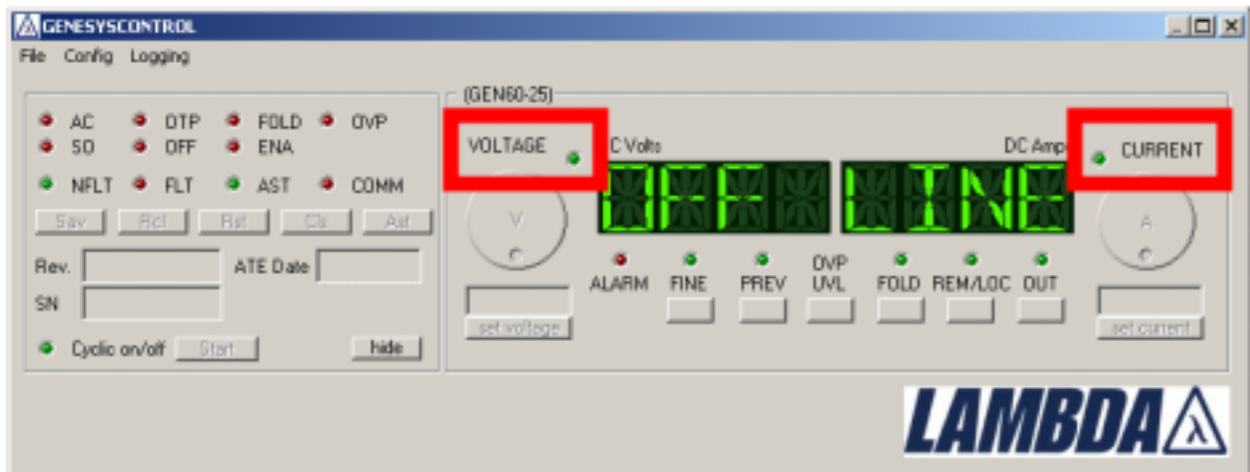 GENESYSCONTROL
File Config Logging
AC OTP FOLD OVP
SO OFF ENA
NFLT FLT AST COMM
Sav Rcl Rst Cls Ast
Rev. ATE Date
SN
Cyclic on/off Start hide
(GEN60-25)
VOLTAGE C Volts DC Amp CURRENT
OFF LINE
V A
ALARM FINE PREV OVP UVL FOLD REM/LOC OUT
set voltage set current
LAMBDA λ